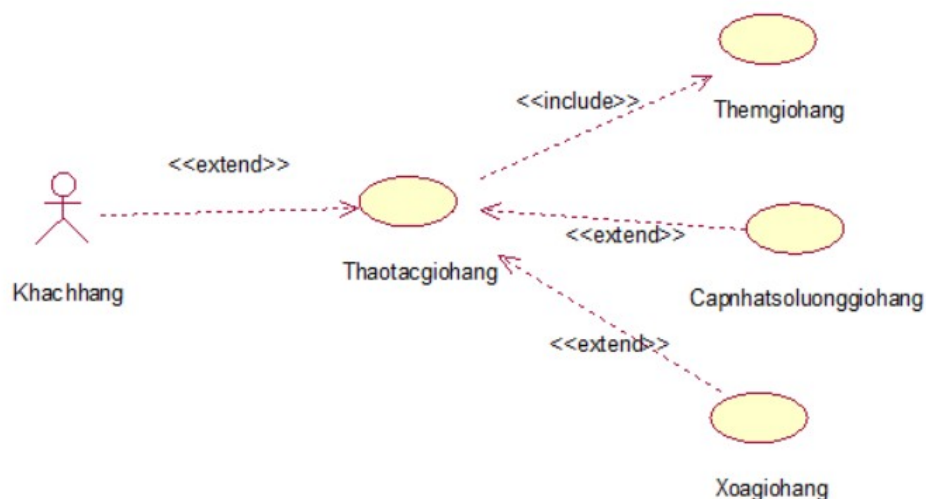 <<include>>
Themgiohang
<<extend>>
Khachhang
Thaotacgiohang
<<extend>>
Capnhatsoluonggiohang
<<extend>>
Xoagiohang